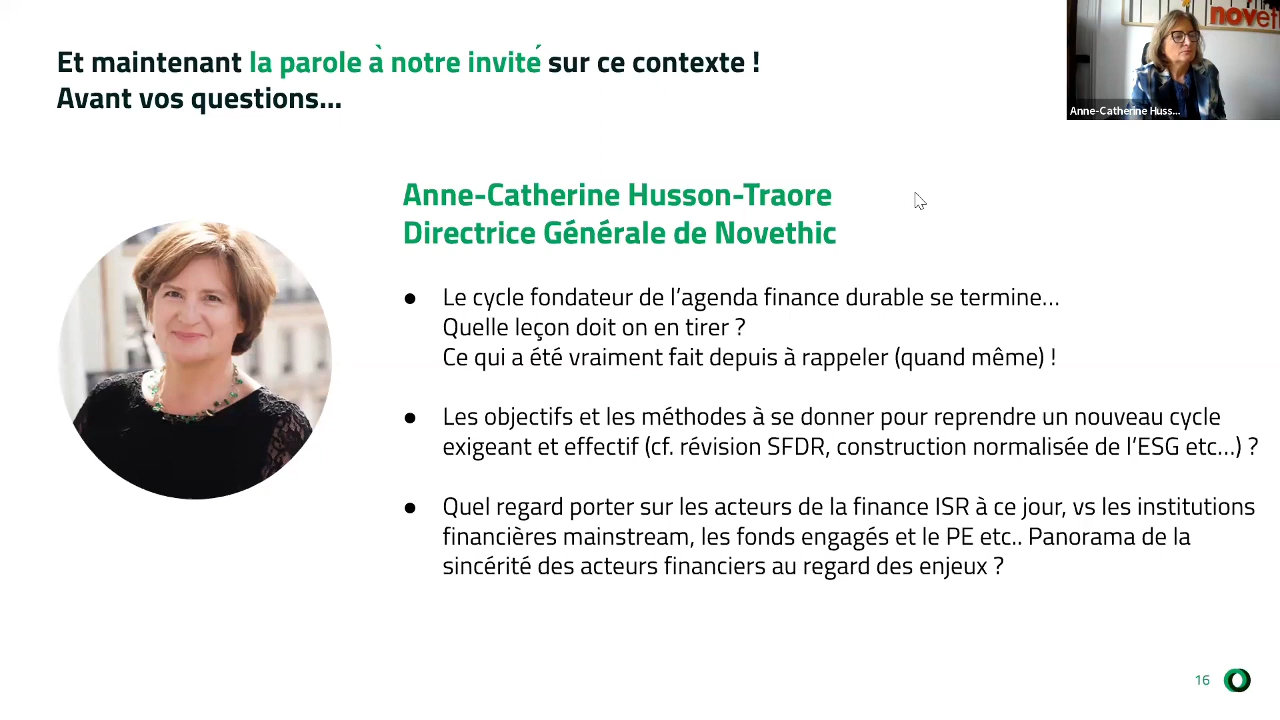 Et maintenant la parole à notre invité sur ce contexte !
Avant vos questions...
novet
Anne-Catherine Huss...
Anne-Catherine Husson-Traore
Directrice Générale de Novethic
● Le cycle fondateur de l’agenda finance durable se termine...
Quelle leçon doit on en tirer ?
Ce qui a été vraiment fait depuis à rappeler (quand même) !
● Les objectifs et les méthodes à se donner pour reprendre un nouveau cycle
exigeant et effectif (cf. révision SFDR, construction normalisée de l’ESG etc...) ?
● Quel regard porter sur les acteurs de la finance ISR à ce jour, vs les institutions
financières mainstream, les fonds engagés et le PE etc.. Panorama de la
sincérité des acteurs financiers au regard des enjeux ?
16